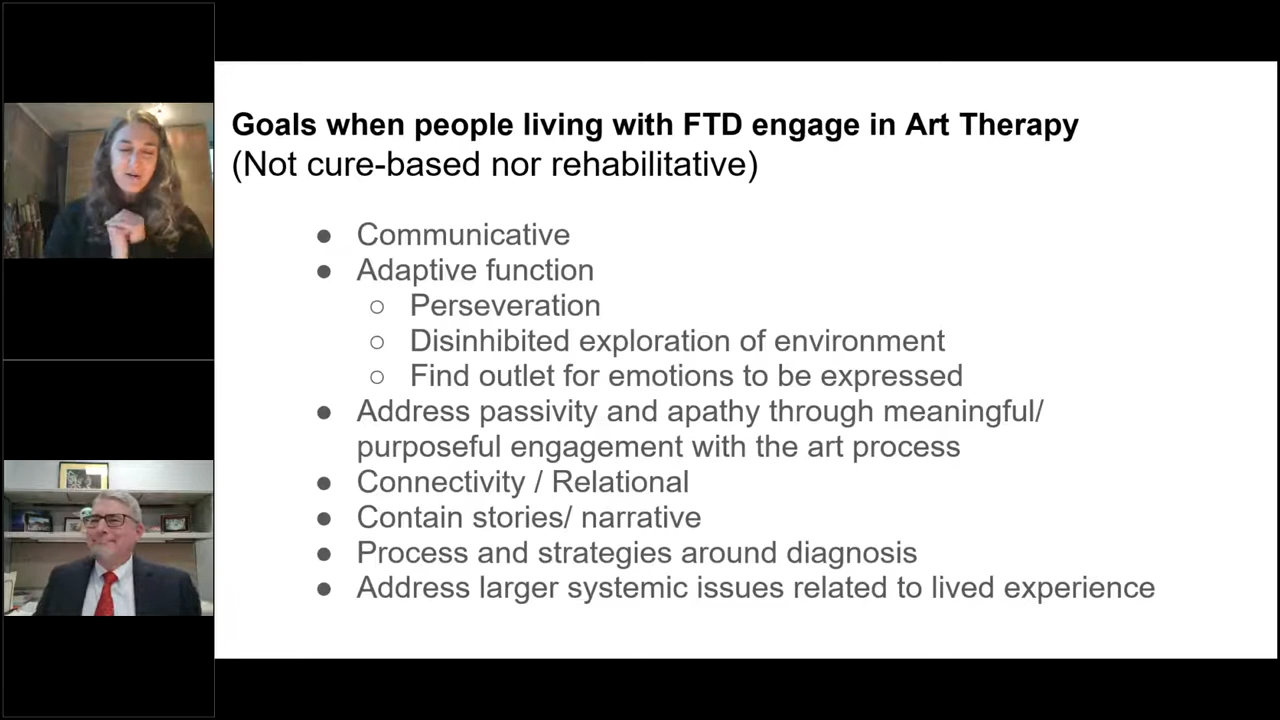 Goals when people living with FTD engage in Art Therapy
(Not cure-based nor rehabilitative)
● Communicative
● Adaptive function
○ Perseveration
○ Disinhibited exploration of environment
○ Find outlet for emotions to be expressed
● Address passivity and apathy through meaningful/
purposeful engagement with the art process
● Connectivity / Relational
● Contain stories/ narrative
● Process and strategies around diagnosis
● Address larger systemic issues related to lived experience